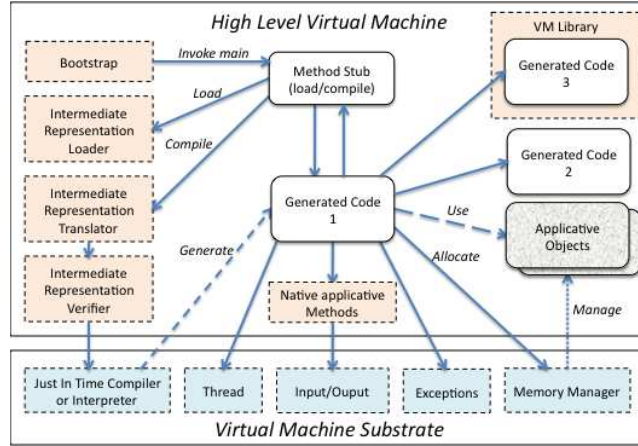 High Level Virtual Machine
VM Library
Bootstrap
Invoke main
Method Stub
(load/compile)
Generated Code
3
Load
Intermediate
Representation
Loader
Compile
Generated Code
2
Intermediate
Representation
Translator
Generate
Generated Code
1
Use
Applicative
Objects
Allocate
Intermediate
Representation
Verifier
Native applicative
Methods
Manage
Just In Time Compiler
or Interpreter
Thread
Input/Ouput
Exceptions
Memory Manager
Virtual Machine Substrate